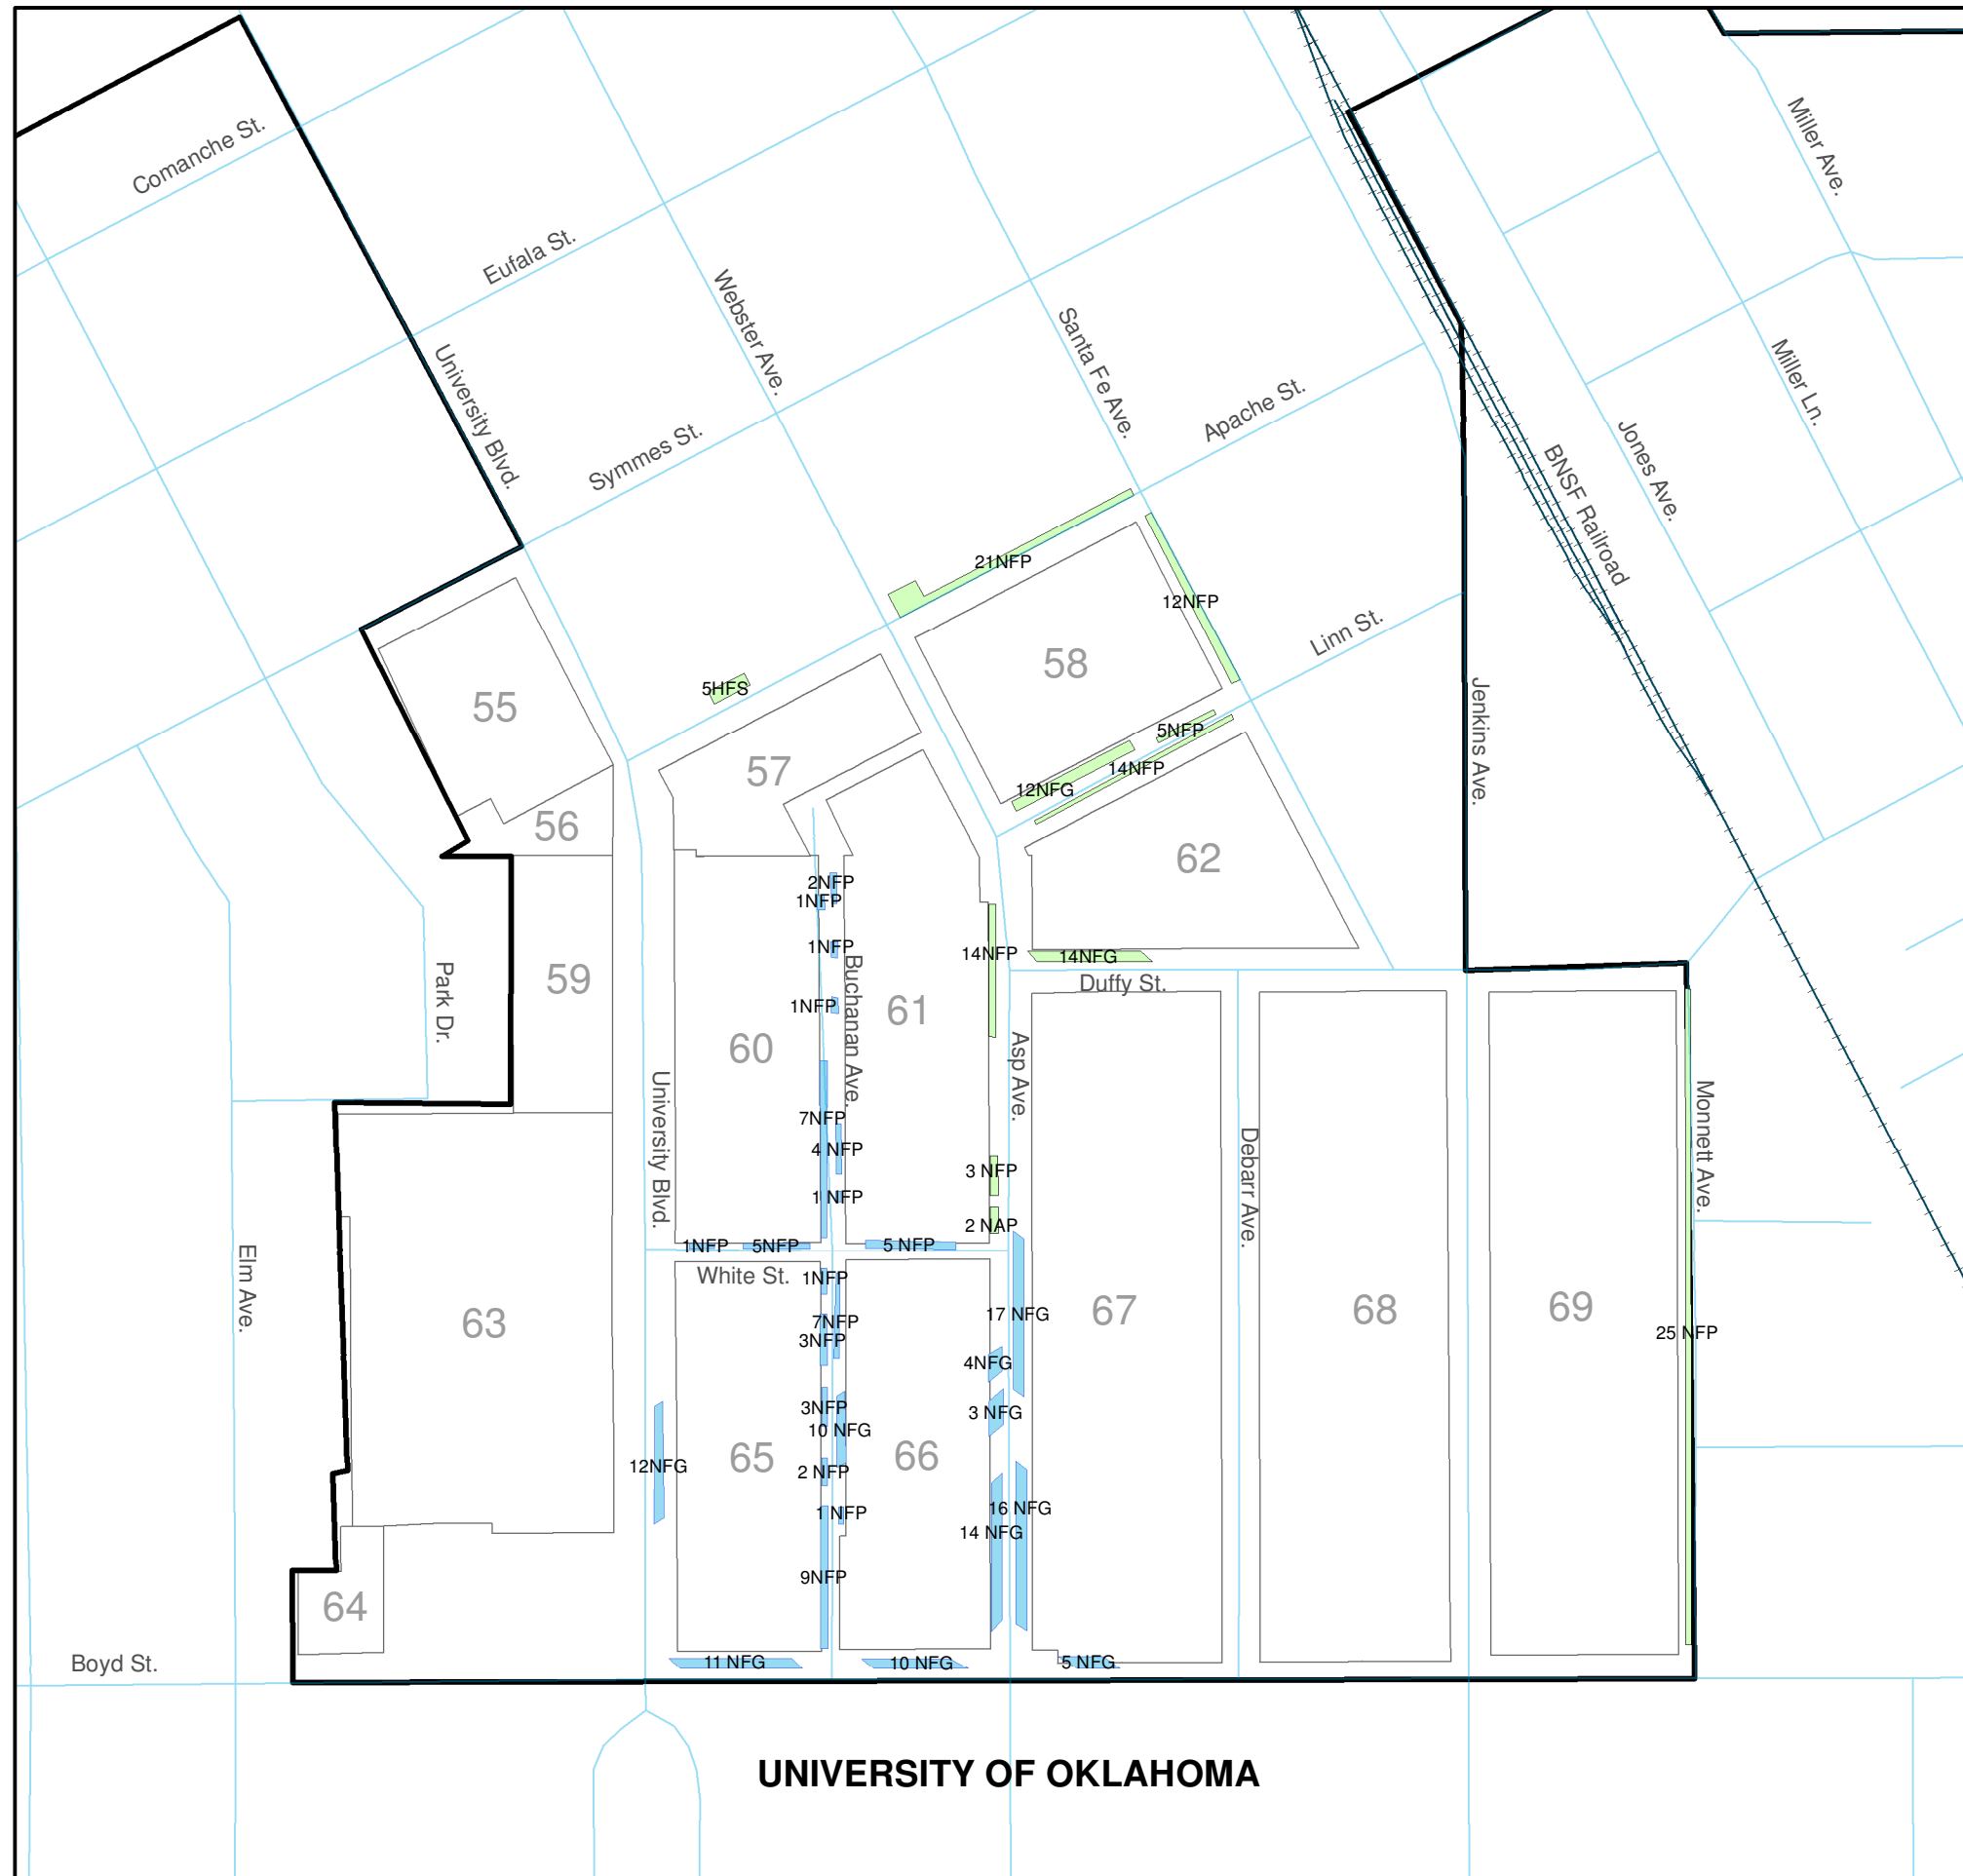 Comanche St.
Miller Ave.
Eufala St.
Webster Ave.
Santa Fe Ave.
University Blvd.
Symmes St.
Apache St.
Miller Ln.
Jones Ave.
BNSF Railroad
21NFP
12NFP
Linn St.
58
5HFS
55
Jenkins Ave.
5NFP
57
14NFP
12NFG
56
62
2NFP
1NFP
1NFP
14NFP
14NFG
59
Duffy St.
Park Dr.
1NFP
Buchanan Ave.
61
60
Asp Ave.
University Blvd.
7NFP
4 NFP
3 NFP
Debarr Ave.
Monnett Ave.
1 NFP
2 NAP
1NFP
5NFP
5 NFP
White St.
1NFP
Elm Ave.
63
7NFP
3NFP
17 NFG
67
68
69
25 NFP
4NFG
3NFP
3 NFG
10 NFG
12NFG
65
66
2 NFP
1 NFP
16 NFG
14 NFG
9NFP
64
Boyd St.
11 NFG
10 NFG
5 NFG
UNIVERSITY OF OKLAHOMA